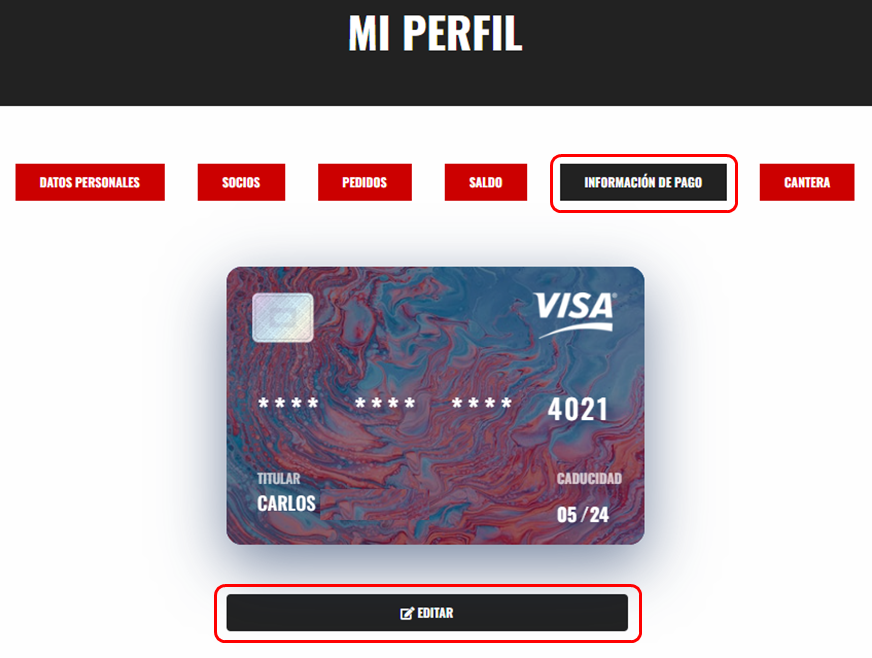 MI PERFIL
DATOS PERSONALES SOCIOS PEDIDOS SALDO INFORMACIÓN DE PAGO CANTERA
VISA®
**** **** **** 4021
TITULAR CADUCIDAD
CARLOS
05/24
EDITAR